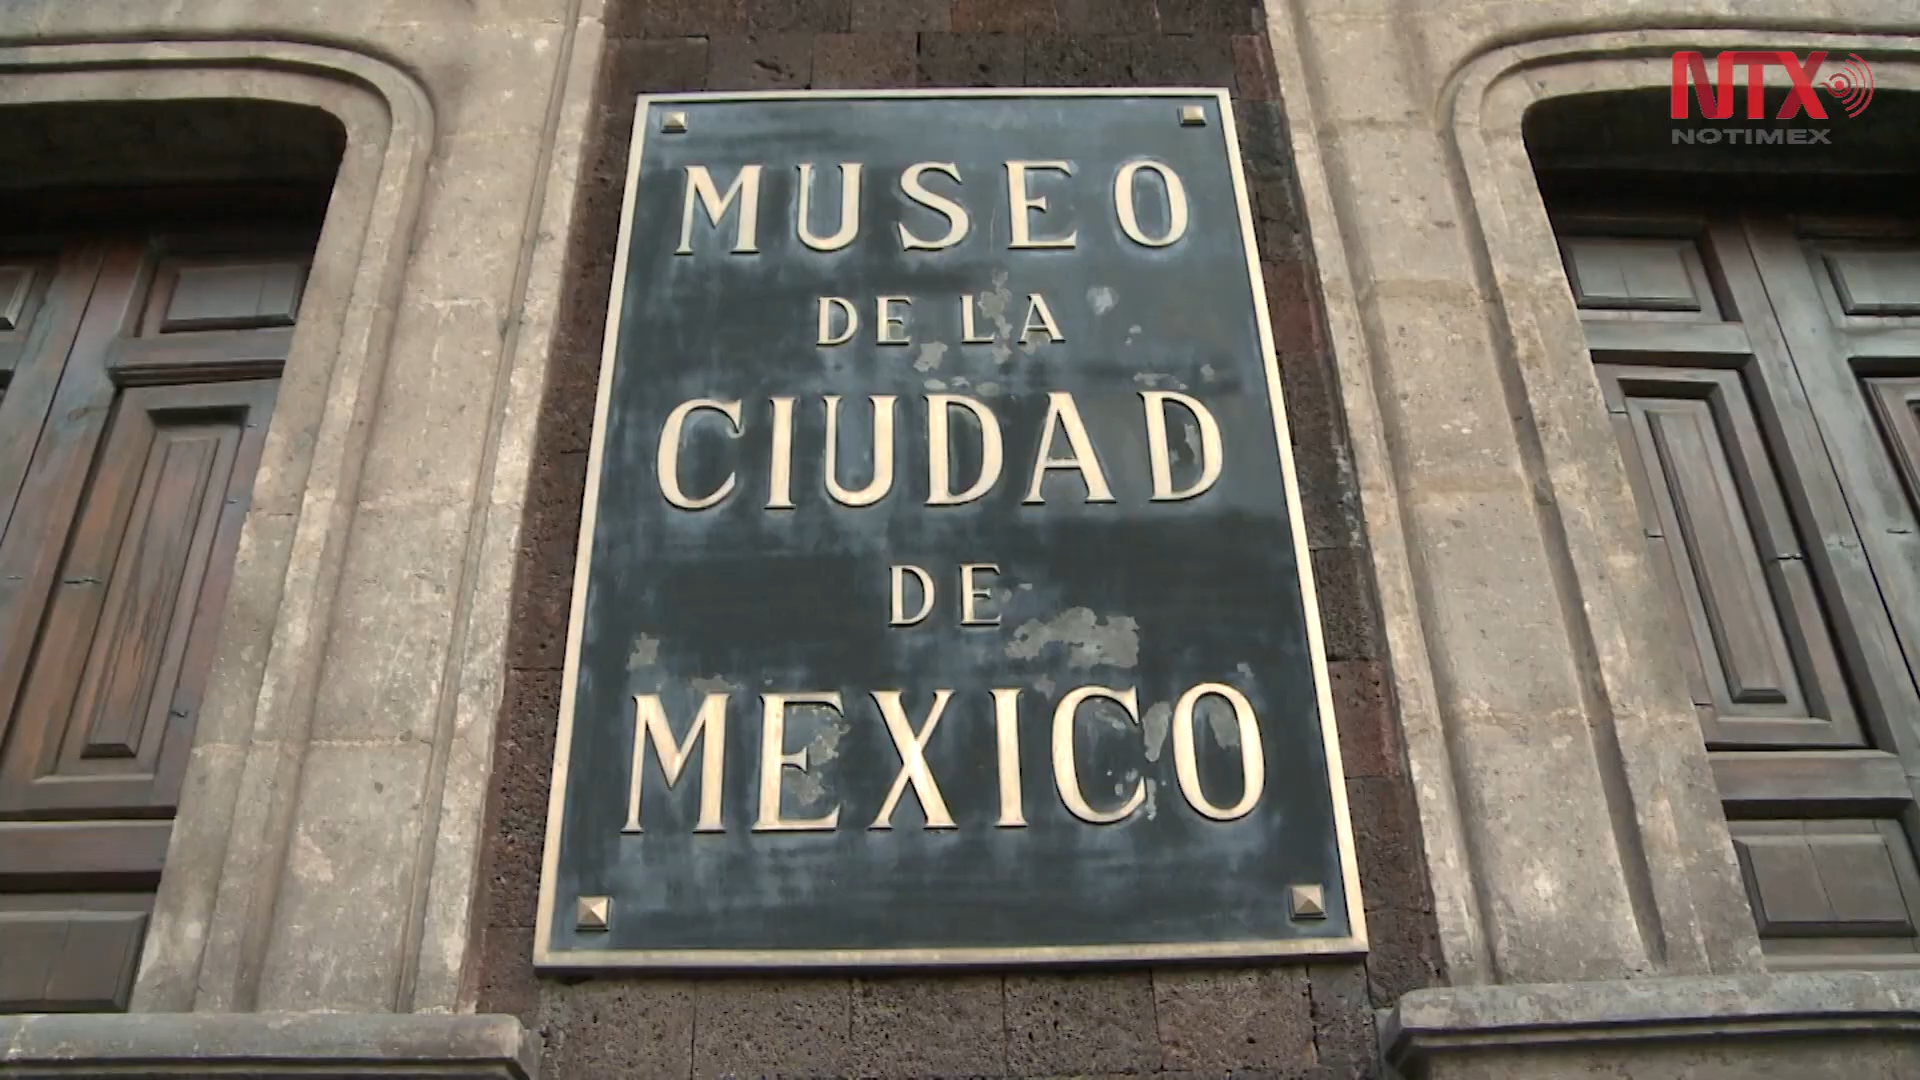 NTX
NOTIMEX
MUSEO
DE LA
CIUDAD
DE
MEXICO